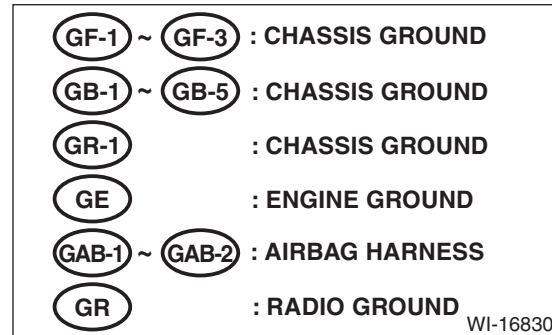 GF-1 ~ GF-3 : CHASSIS GROUND
GB-1 ~ GB-5 : CHASSIS GROUND
GR-1 : CHASSIS GROUND
GE : ENGINE GROUND
GAB-1 ~ GAB-2 : AIRBAG HARNESS
GR : RADIO GROUND
WI-16830